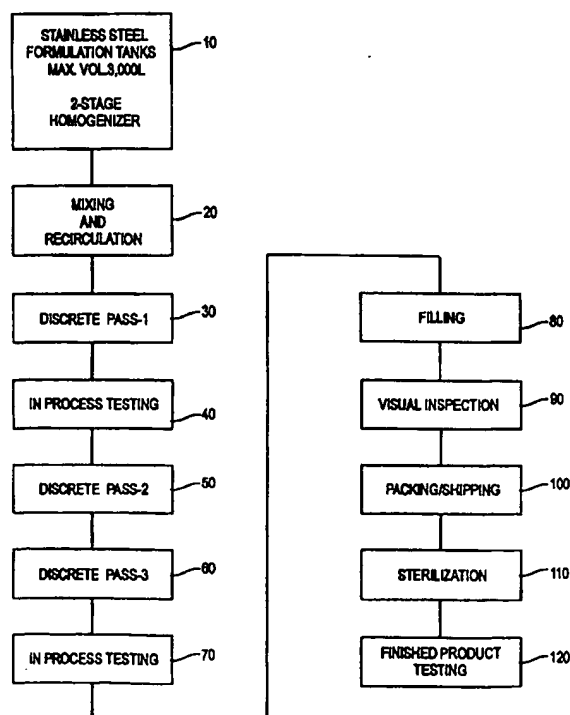 STAINLESS STEEL
FORMULATION TANKS
MAX. VOL.3,000L
2-STAGE
HOMOGENIZER
10
MIXING
AND
RECIRCULATION
20
DISCRETE PASS-1
30
IN PROCESS TESTING
40
DISCRETE PASS-2
50
DISCRETE PASS-3
60
IN PROCESS TESTING
70
FILLING
80
VISUAL INSPECTION
90
PACKING/SHIPPING
100
STERILIZATION
110
FINISHED PRODUCT
TESTING
120